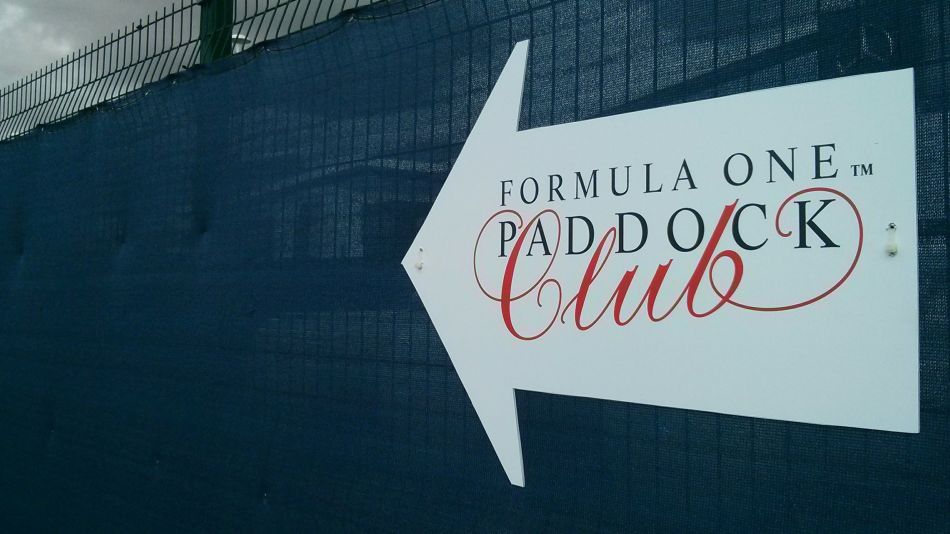 FORMULA ONE™
PADDOCK
Club